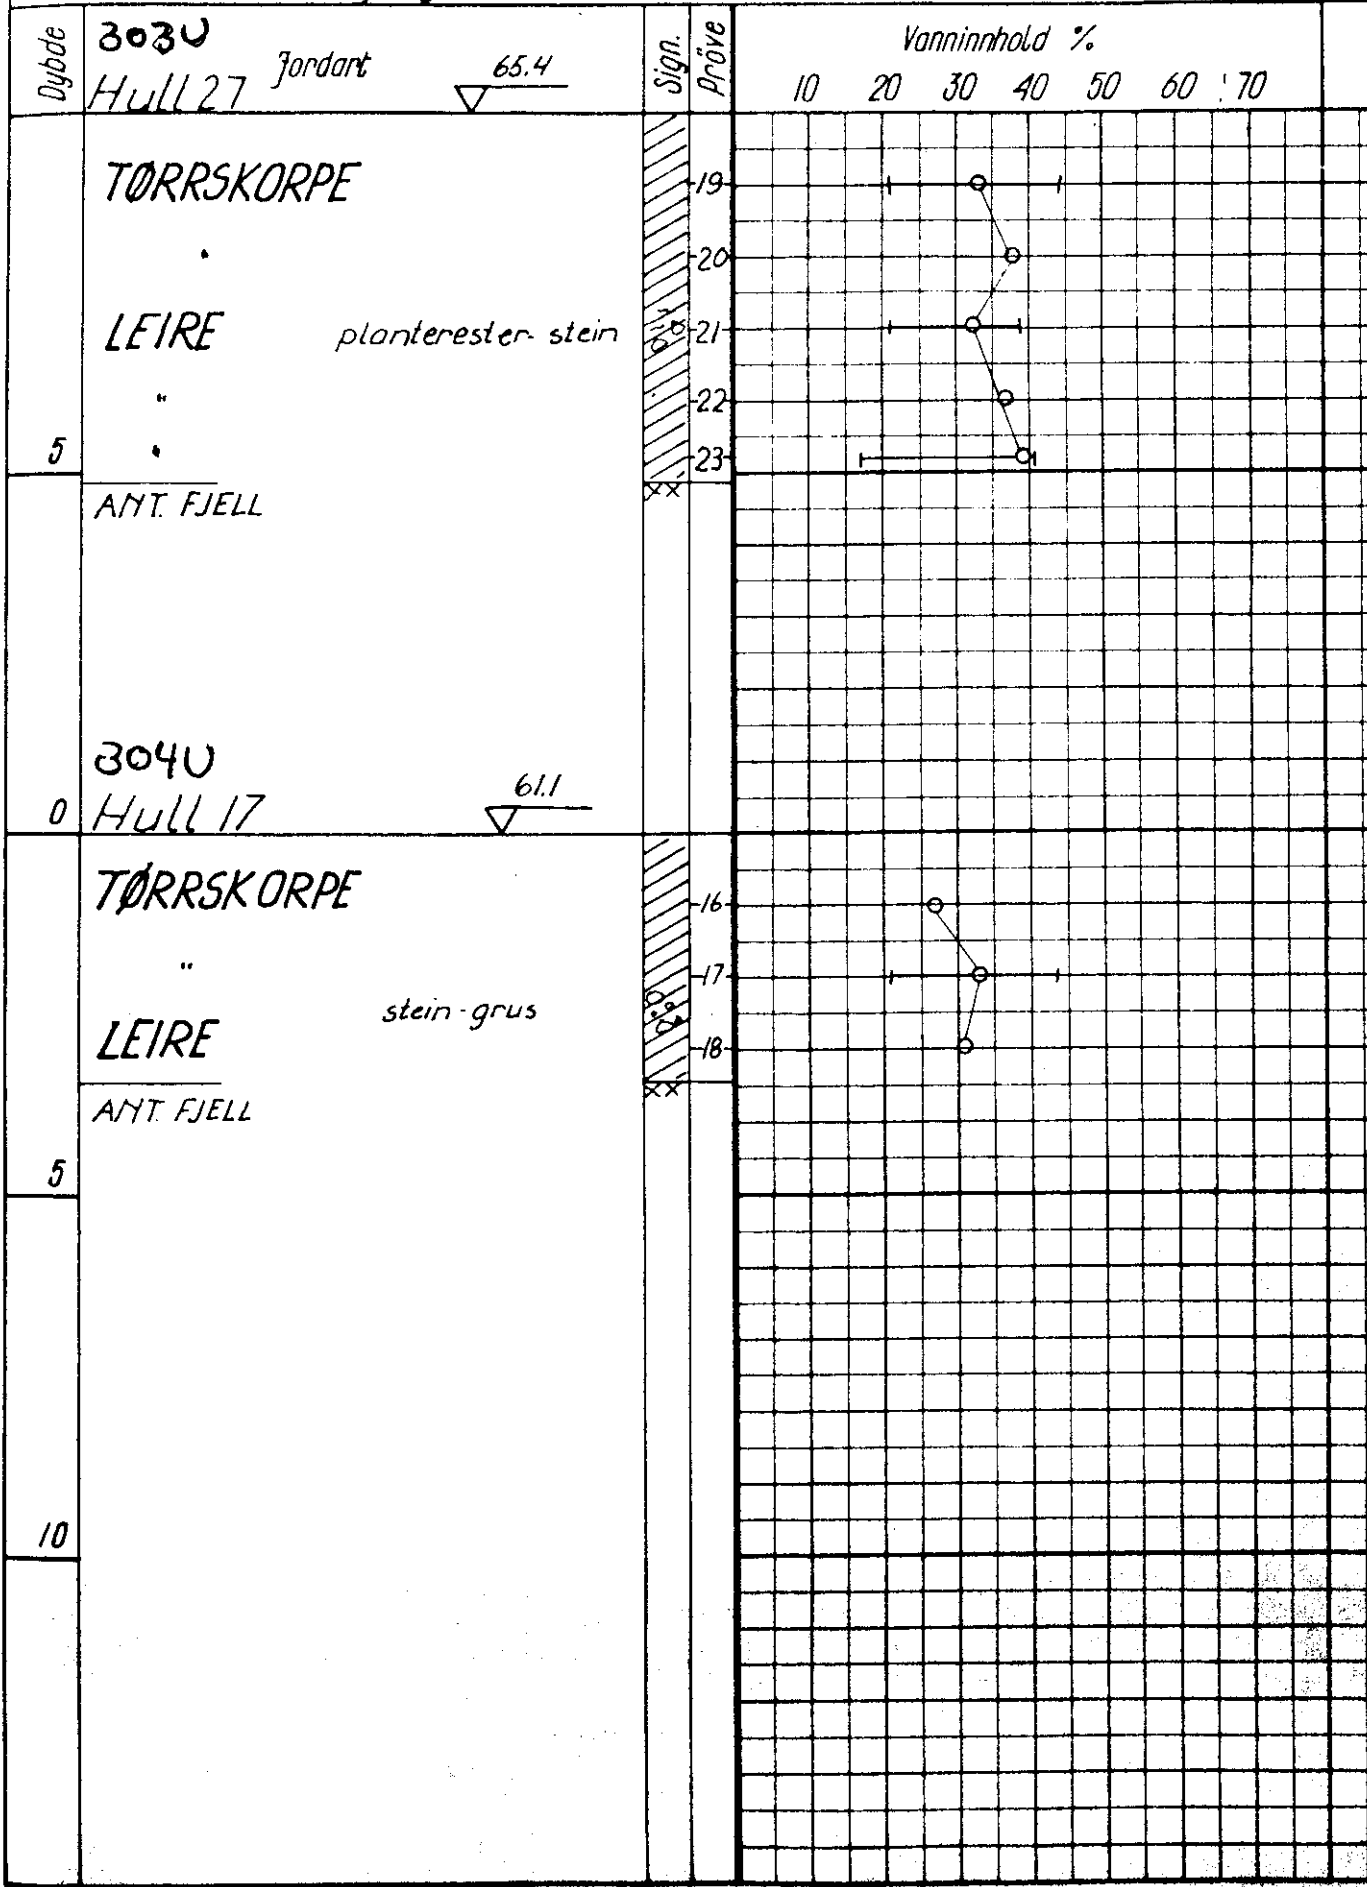 Dybde
303U
Hull 27 Jordart 65.4
Sign.
Pröve
Vanninnhold %
10 20 30 40 50 60 70
TØRRSKORPE
19
"
20
LEIRE planterester- stein
21
"
22
5 "
23
ANT. FJELL
xx
304U
0 Hull 17 61.1
TØRRSKORPE
16
"
17
stein-grus
LEIRE
18
ANT. FJELL
xx
5
10